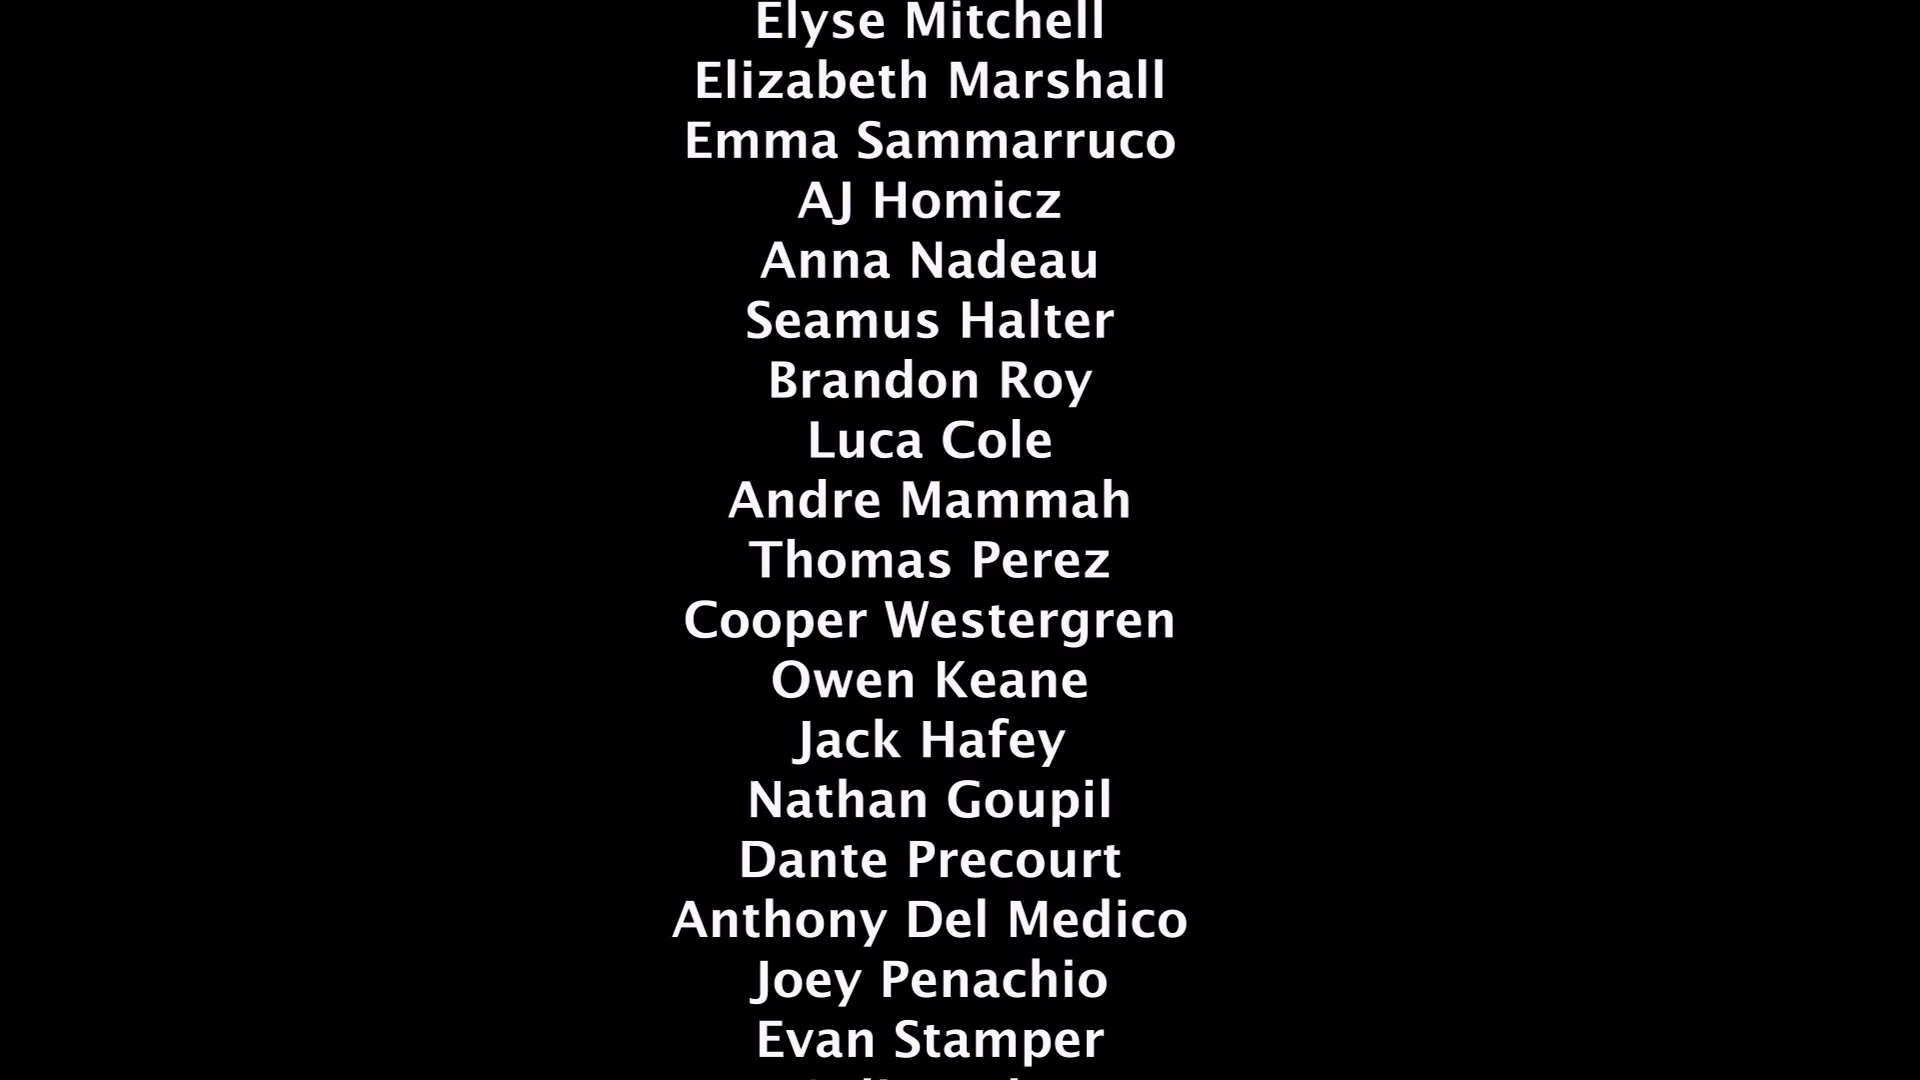 Elyse Mitchell
Elizabeth Marshall
Emma Sammarruco
AJ Homicz
Anna Nadeau
Seamus Halter
Brandon Roy
Luca Cole
Andre Mammah
Thomas Perez
Cooper Westergren
Owen Keane
Jack Hafey
Nathan Goupil
Dante Precourt
Anthony Del Medico
Joey Penachio
Evan Stamper